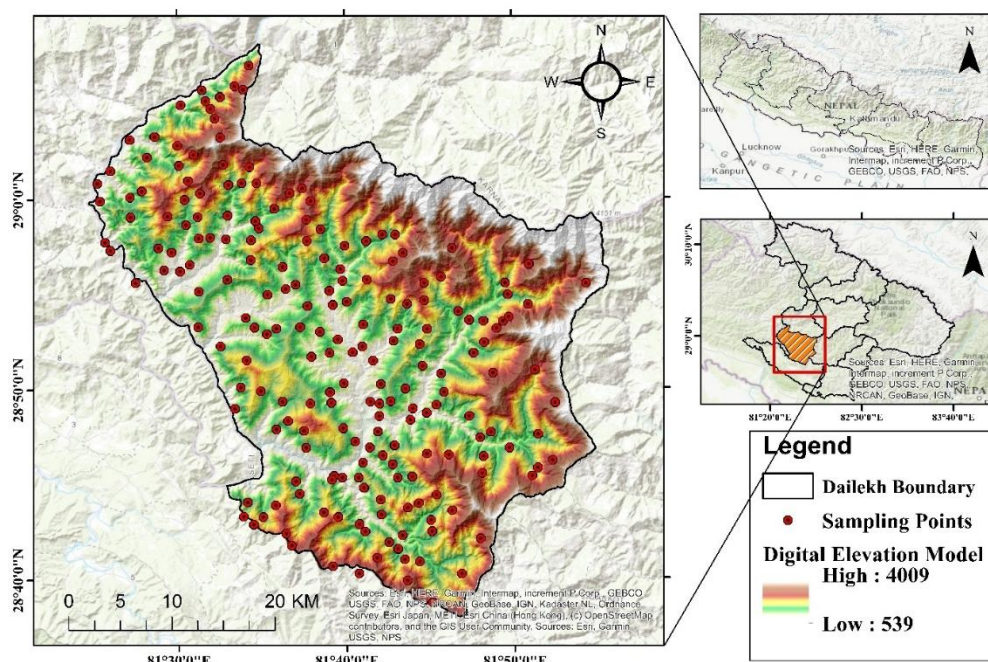 N
W E
S
29°0'0"N
28°50'0"N
28°40'0"N
0 5 10 20 KM
Sources: Esri, HERE, Garmin, Intermap, increment P Corp., GEBCO,
USGS, FAO, NPS, NRCAN, GeoBase, IGN, Kadaster NL, Ordnance
Survey, Esri Japan, METI, Esri China (Hong Kong), (c) OpenStreetMap
contributors, and the GIS User Community, Sources: Esri, Garmin,
USGS, NPS
81°30'0"E 81°40'0"E 81°50'0"E
N
NEPAL
Kathmandu
Lucknow
Gorakhpu
Kanpur
GANGETIC PLAIN
Sources: Esri, HERE, Garmin,
Intermap, increment P Corp.,
GEBCO, USGS, FAO, NPS,
N
30°10'0"N
29°0'0"N
National
Park
Sources: Esri, HERE, Garmin,
Intermap, increment P Corp.,
GEBCO, USGS, FAO, NPS,
NRCAN, GeoBase, IGN,
NEPA
81°20'0"E 82°30'0"E 83°40'0"E
Legend
Dailekh Boundary
Sampling Points
Digital Elevation Model
High : 4009
Low : 539